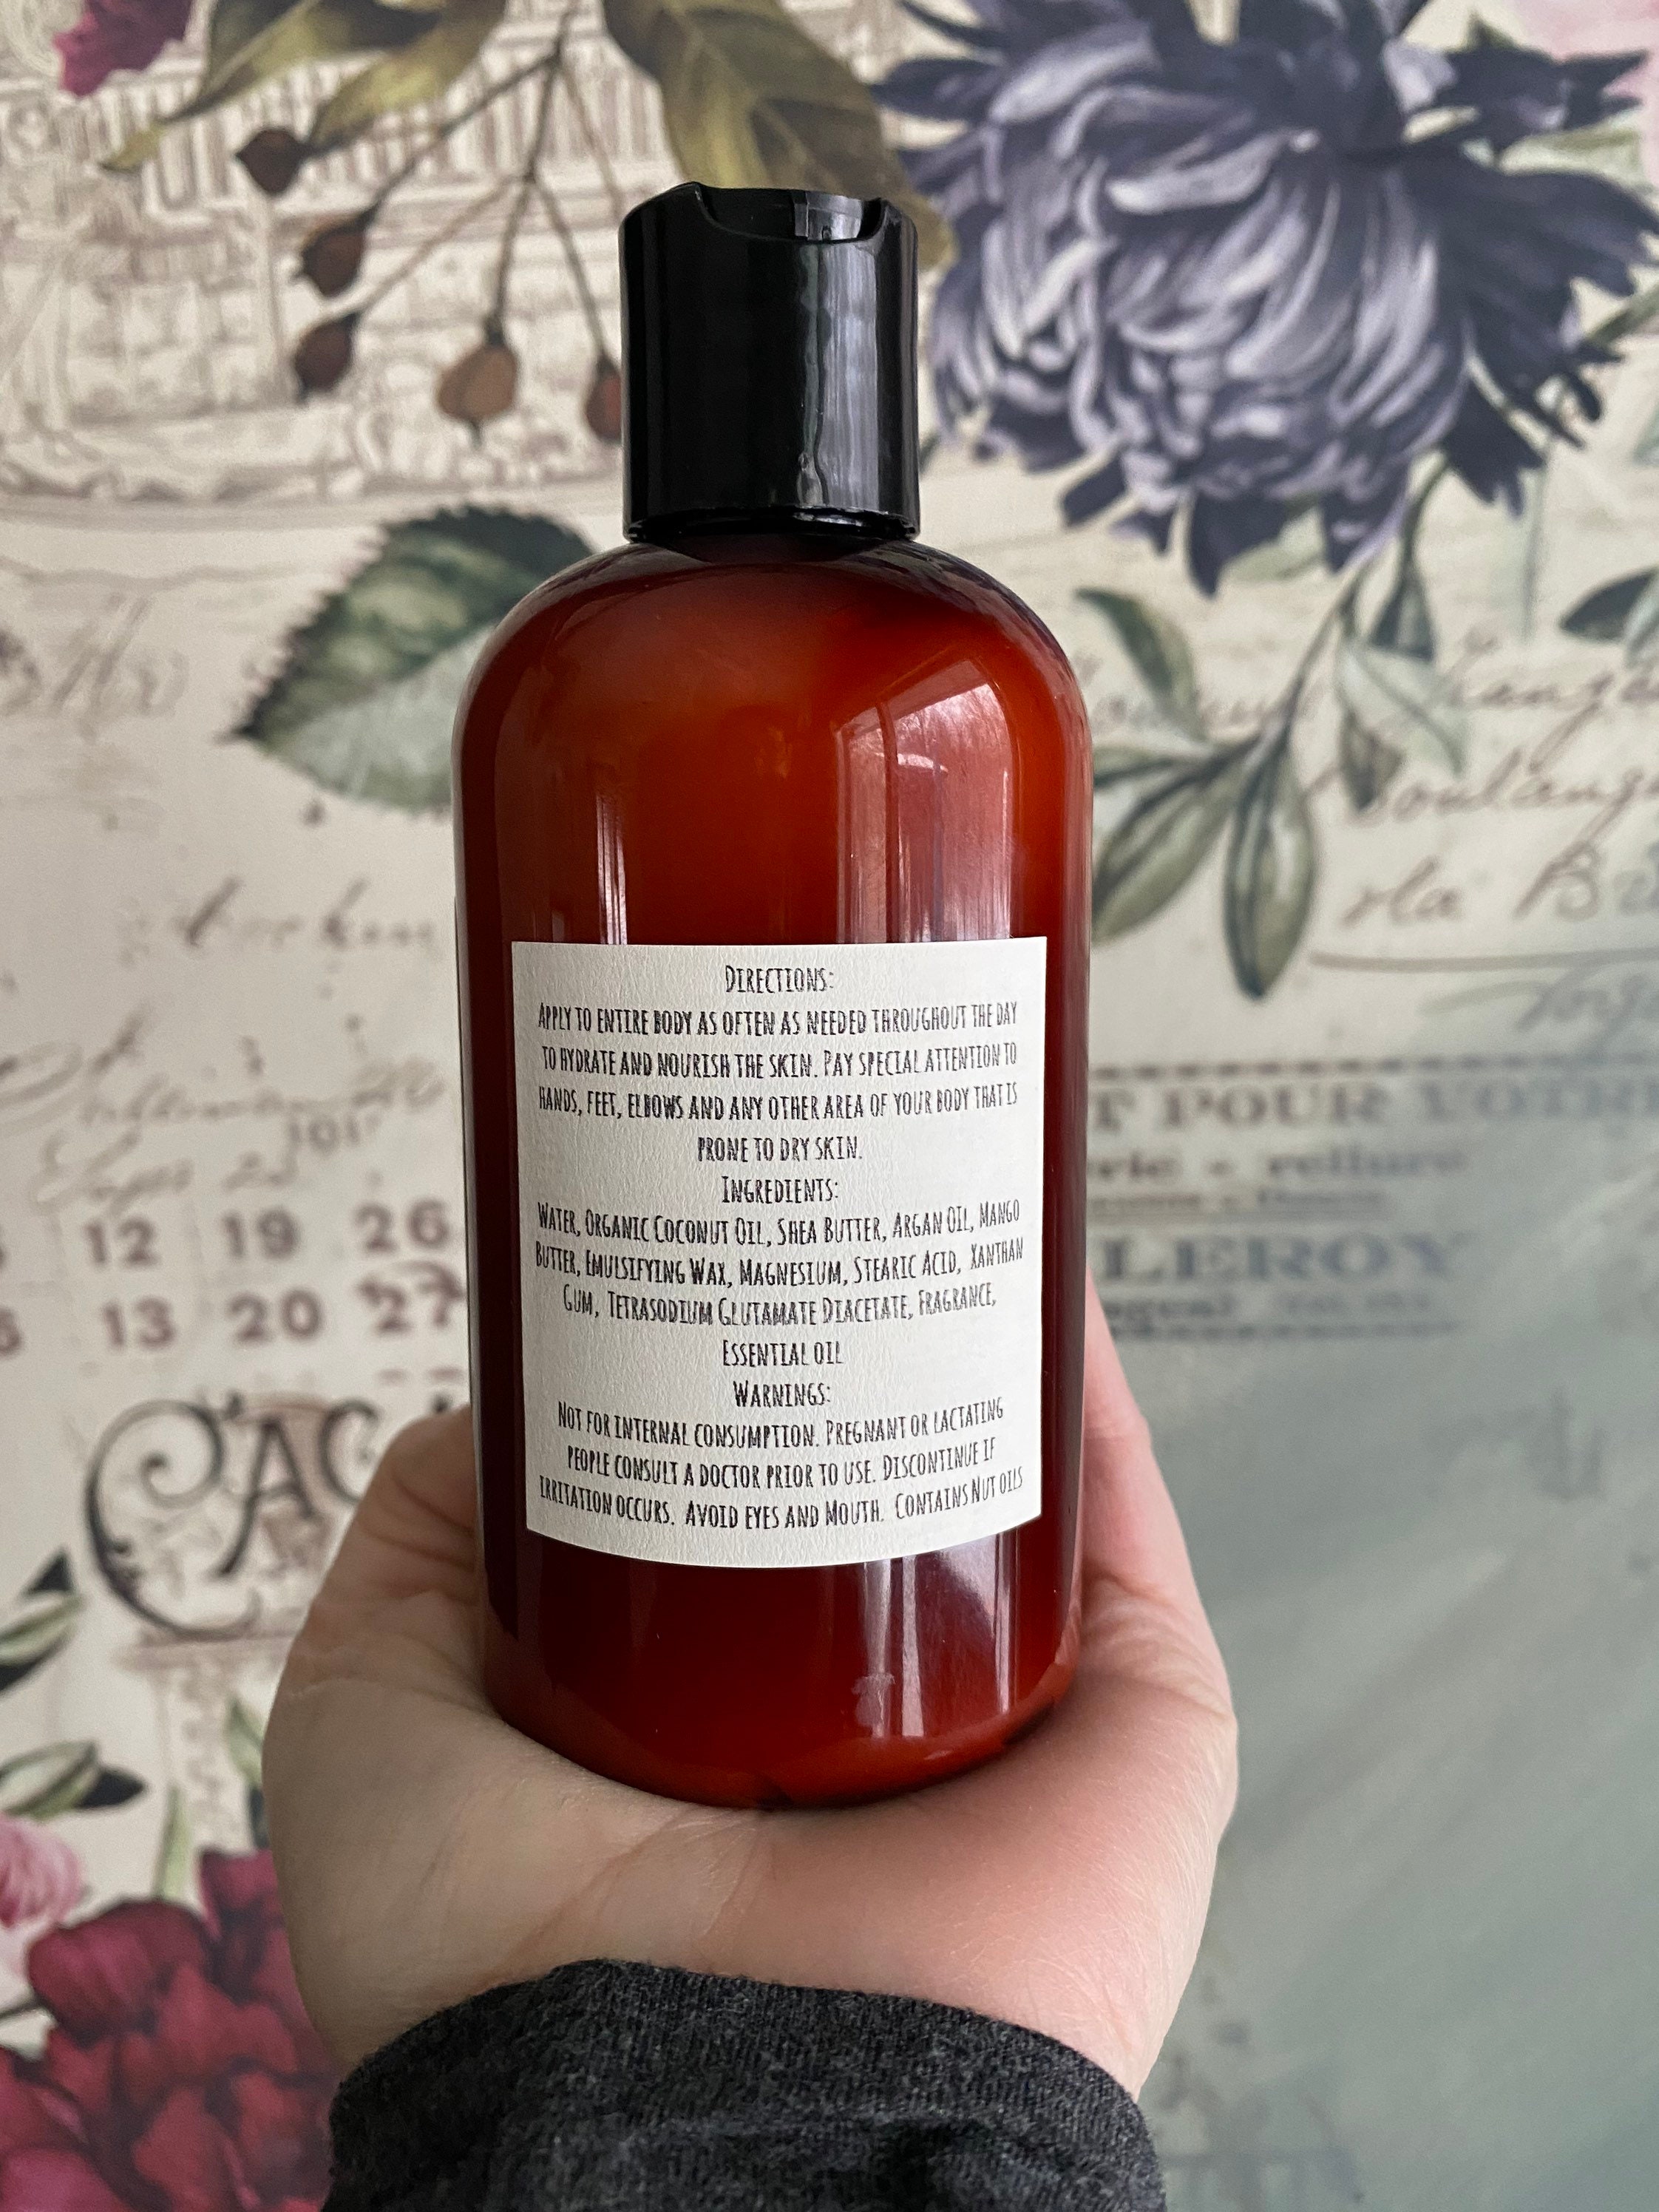 Directions:
Apply to entire body as often as needed throughout the day
to hydrate and nourish the skin. Pay special attention to
hands, feet, elbows and any other area of your body that is
prone to dry skin.
Ingredients:
Water, Organic Coconut Oil, Shea Butter, Argan Oil, Mango
Butter, Emulsifying Wax, Magnesium, Stearic Acid, Xanthan
Gum, Tetrasodium Glutamate Diacetate, Fragrance,
Essential oil
Warnings:
Not for internal consumption. Pregnant or lactating
people consult a doctor prior to use. Discontinue if
irritation occurs. Avoid eyes and Mouth. Contains Nut oils
T POUR VOTRE
reliure
12 19 26
LEROY
13 20 27